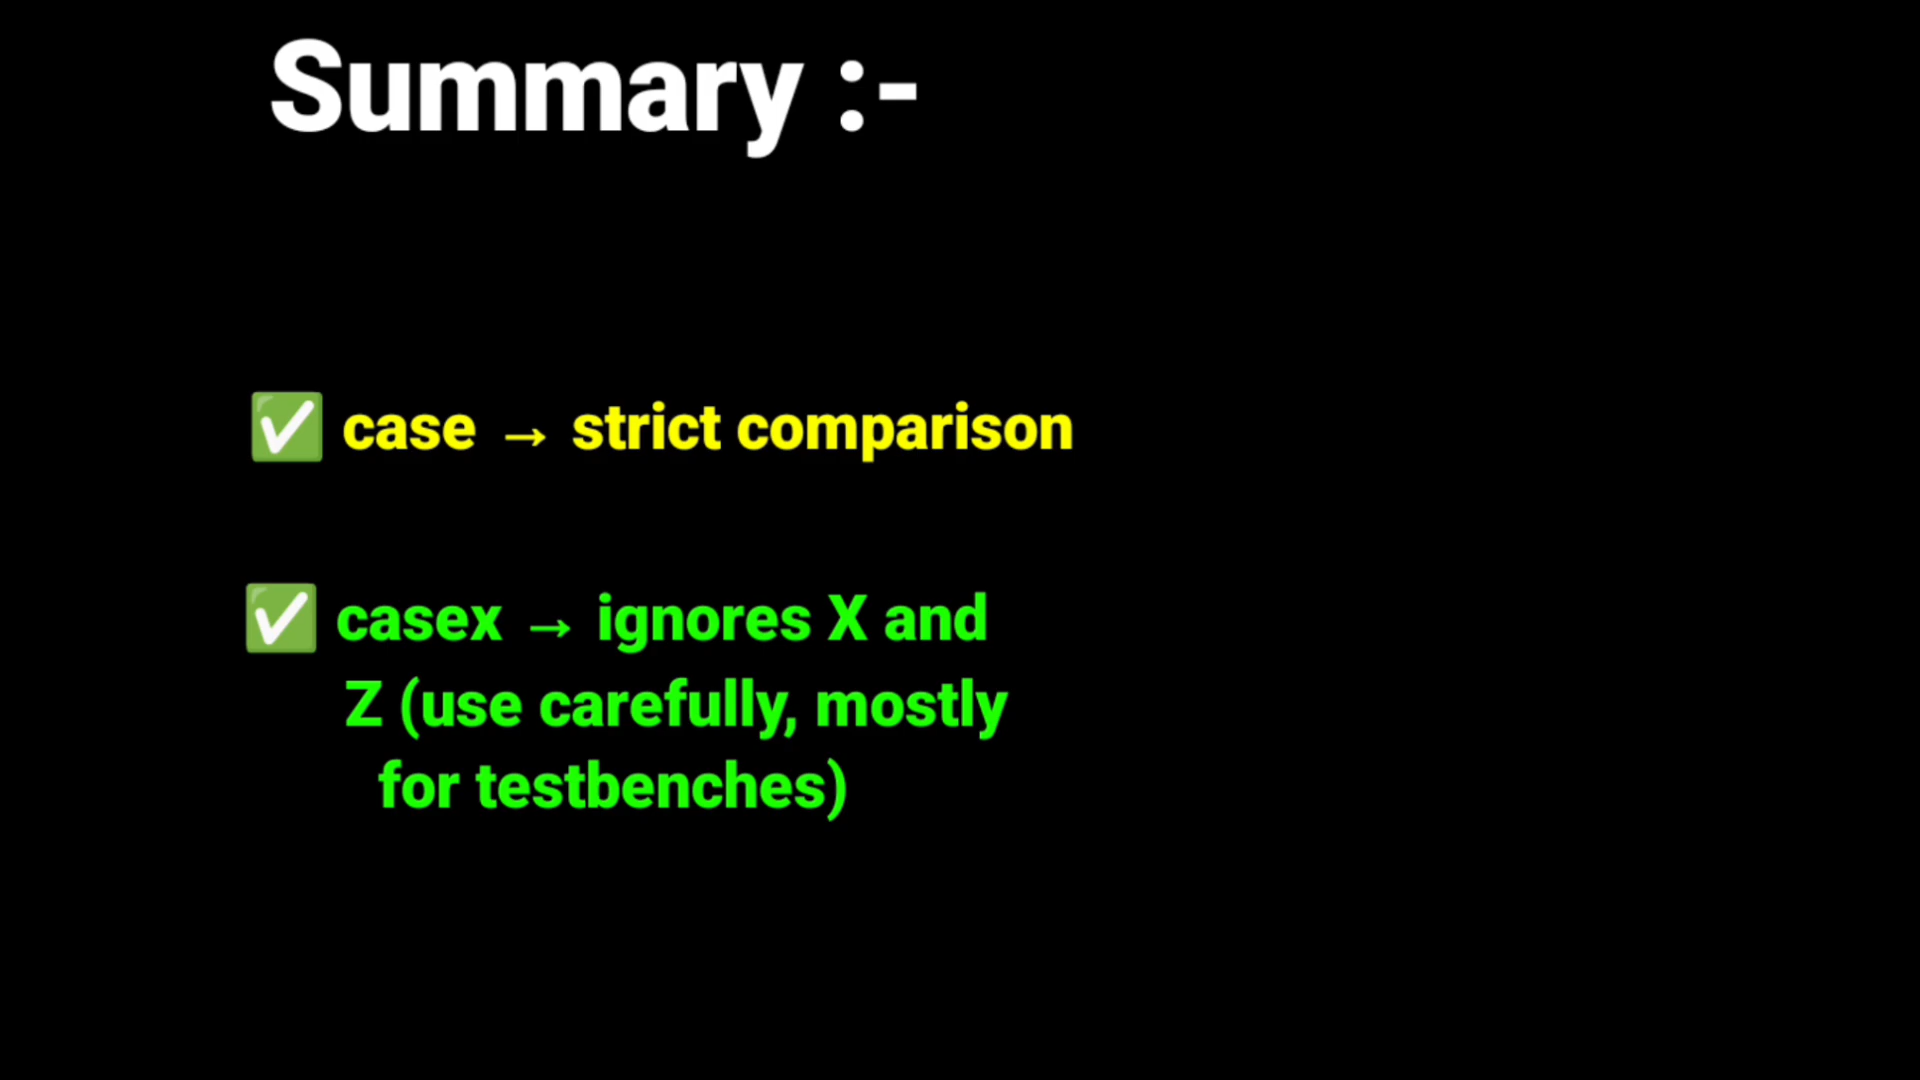 Summary :-
✅ case → strict comparison
✅ casex → ignores X and
Z (use carefully, mostly
for testbenches)